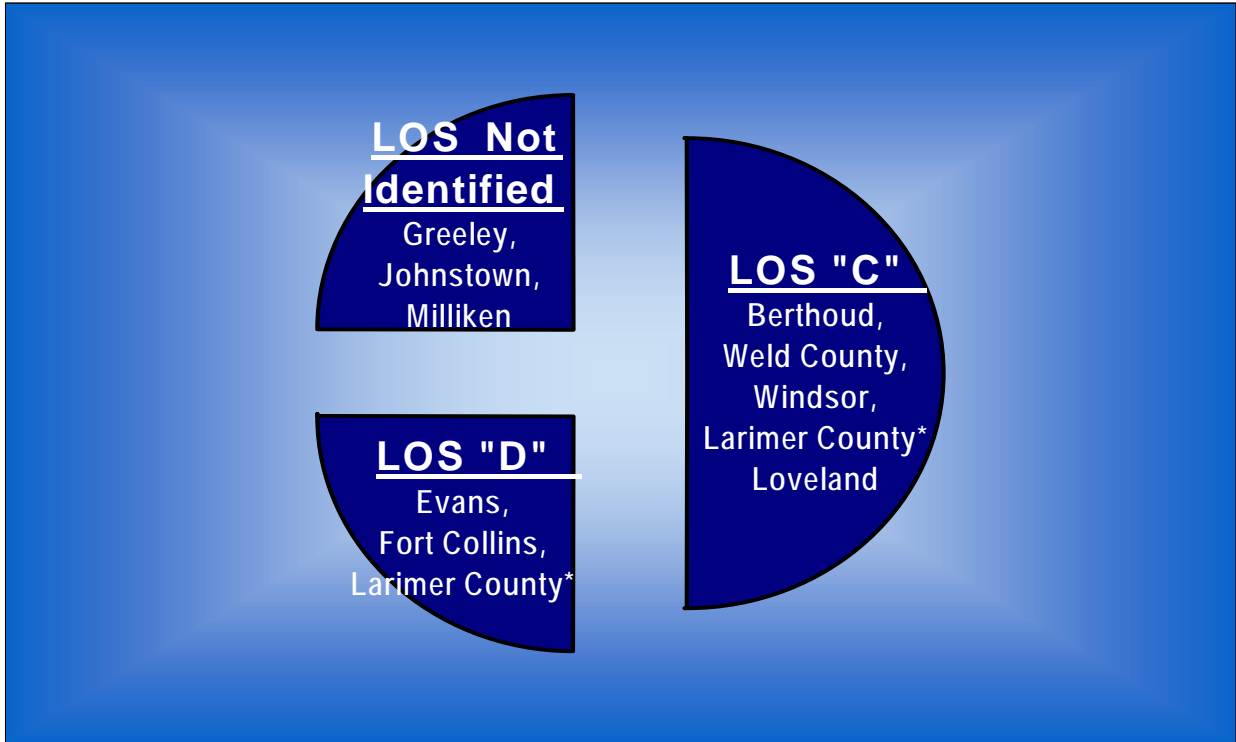 LOS Not
Identified
Greeley,
Johnstown,
Milliken
LOS "D"
Evans,
Fort Collins,
Larimer County*
LOS "C"
Berthoud,
Weld County,
Windsor,
Larimer County*
Loveland